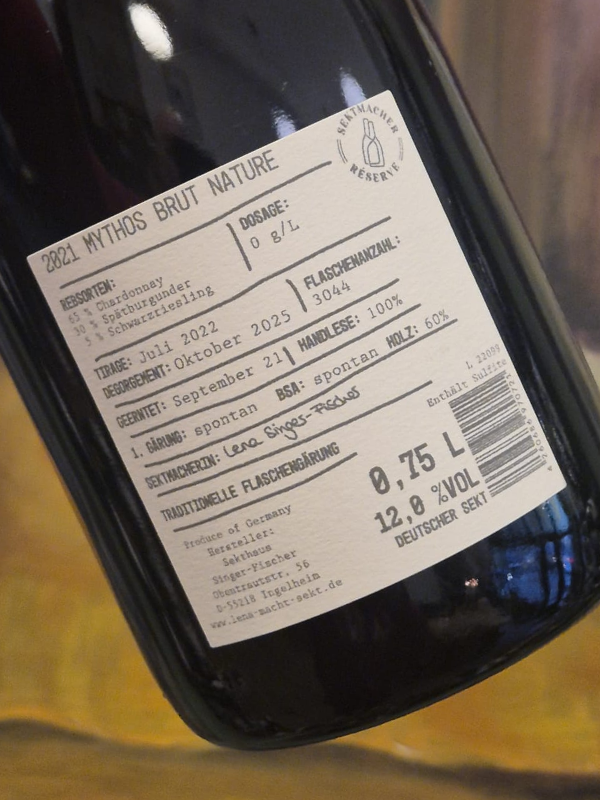 SEKTMACHER
RÉSERVE
2021 MYTHOS BRUT NATURE
REBSORTEN:
65 % Chardonnay
30 % Spätburgunder
5 % Schwarzriesling
DOSAGE:
0 g/L
TIRAGE: Juli 2022
DEGORGEMENT: Oktober 2025
FLASCHENANZAHL:
3044
GEERNTET: September 21
HANDLESE: 100%
1. GÄRUNG: spontan
BSA: spontan
HOLZ: 60%
SEKTMACHERIN: Lena Singer-Fischer
TRADITIONELLE FLASCHENGÄRUNG
L 22099
Enthält Sulfite
0,75 L
12,0 %VOL
DEUTSCHER SEKT
Produce of Germany
Hersteller:
Sekthaus
Singer-Fischer
Obentrautstr. 56
D-55218 Ingelheim
www.lena-macht-sekt.de